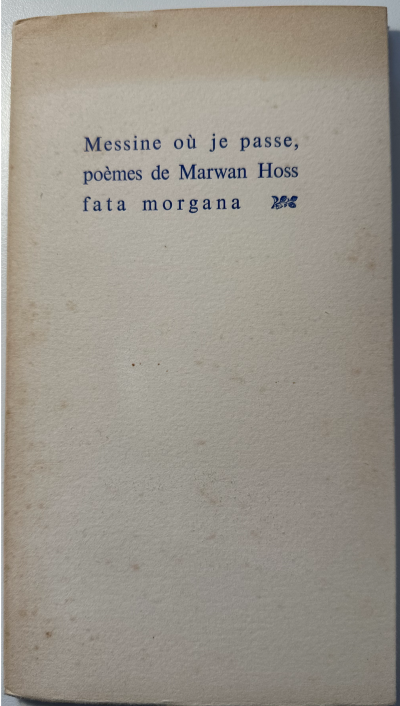 Messine où je passe,
poèmes de Marwan Hoss
fata morgana